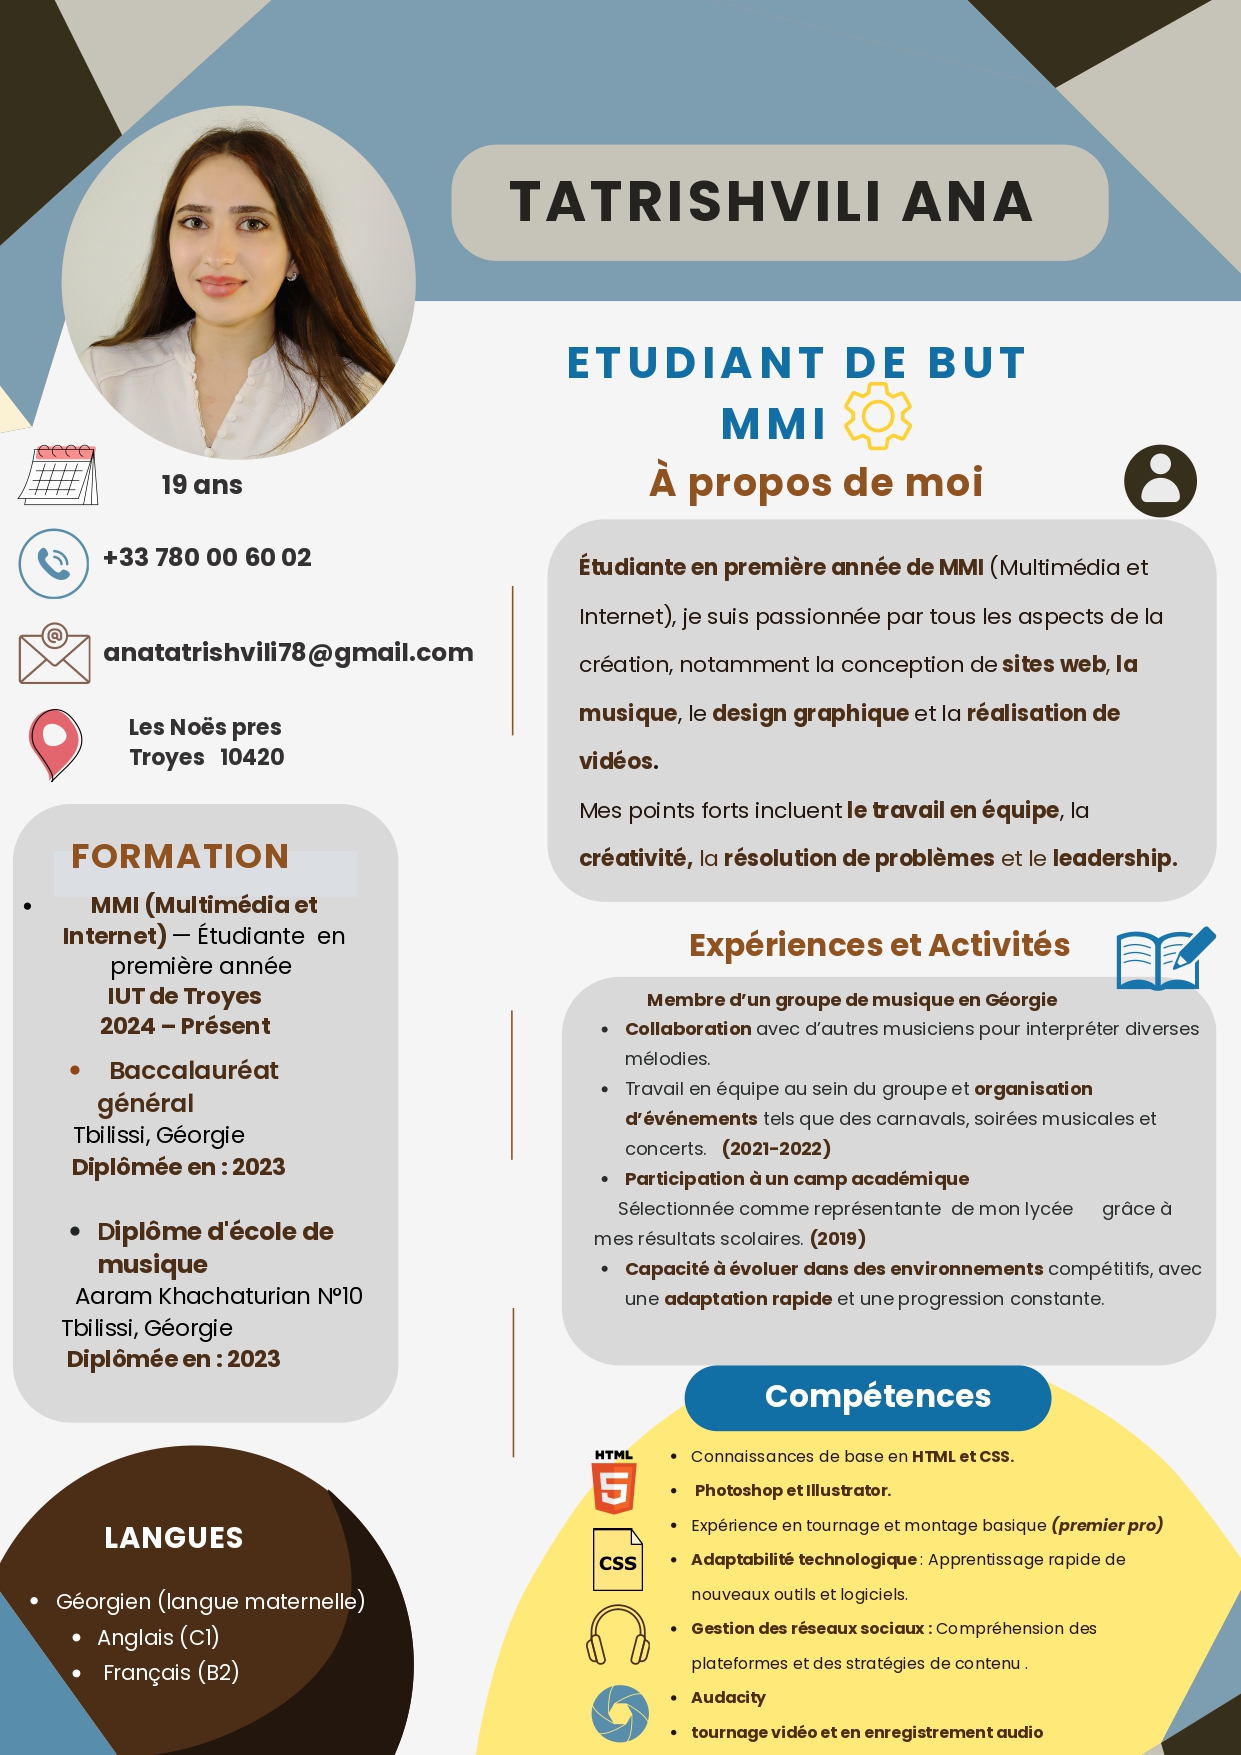 TATRISHVILI ANA
ETUDIANT DE BUT
MMI
19 ans
+33 780 00 60 02
@
anatatrishvili78@gmail.com
Les Noës pres
Troyes 10420
À propos de moi
Étudiante en première année de MMI (Multimédia et
Internet), je suis passionnée par tous les aspects de la
création, notamment la conception de sites web, la
musique, le design graphique et la réalisation de
vidéos.
Mes points forts incluent le travail en équipe, la
créativité, la résolution de problèmes et le leadership.
FORMATION
• MMI (Multimédia et
Internet) — Étudiante en
première année
IUT de Troyes
2024 – Présent
• Baccalauréat
général
Tbilissi, Géorgie
Diplômée en : 2023
• Diplôme d'école de
musique
Aaram Khachaturian N°10
Tbilissi, Géorgie
Diplômée en : 2023
Expériences et Activités
Membre d’un groupe de musique en Géorgie
• Collaboration avec d’autres musiciens pour interpréter diverses
mélodies.
• Travail en équipe au sein du groupe et organisation
d’événements tels que des carnavals, soirées musicales et
concerts. (2021-2022)
• Participation à un camp académique
Sélectionnée comme représentante de mon lycée grâce à
mes résultats scolaires. (2019)
• Capacité à évoluer dans des environnements compétitifs, avec
une adaptation rapide et une progression constante.
LANGUES
• Géorgien (langue maternelle)
• Anglais (C1)
• Français (B2)
Compétences
HTML
5
CSS
• Connaissances de base en HTML et CSS.
• Photoshop et Illustrator.
• Expérience en tournage et montage basique (premier pro)
• Adaptabilité technologique : Apprentissage rapide de
nouveaux outils et logiciels.
• Gestion des réseaux sociaux : Compréhension des
plateformes et des stratégies de contenu .
• Audacity
• tournage vidéo et en enregistrement audio